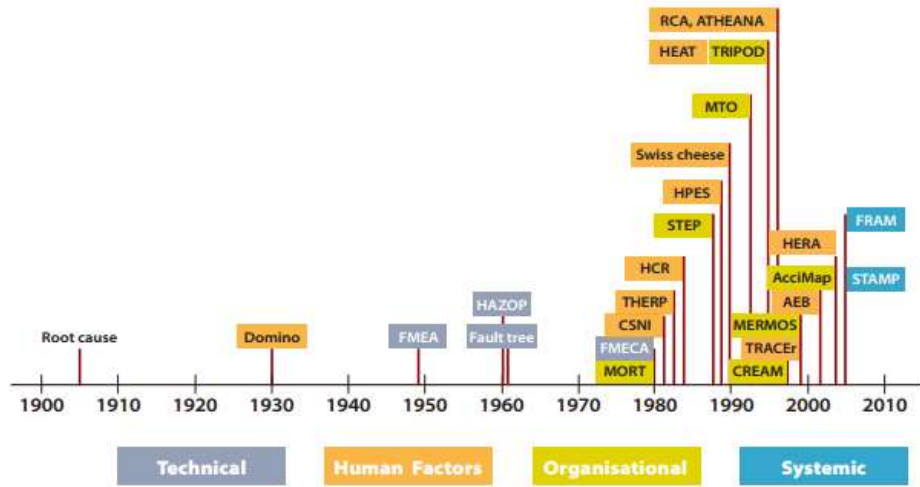 RCA, ATHEANA
HEAT TRIPOD
MTO
Swiss cheese
HPES
STEP FRAM
HERA
HCR AcciMap STAMP
HAZOP THERP AEB
Root cause Domino FMEA Fault tree CSNI MERMOS
FMECA TRACEr
MORT CREAM
1900 1910 1920 1930 1940 1950 1960 1970 1980 1990 2000 2010
Technical Human Factors Organisational Systemic